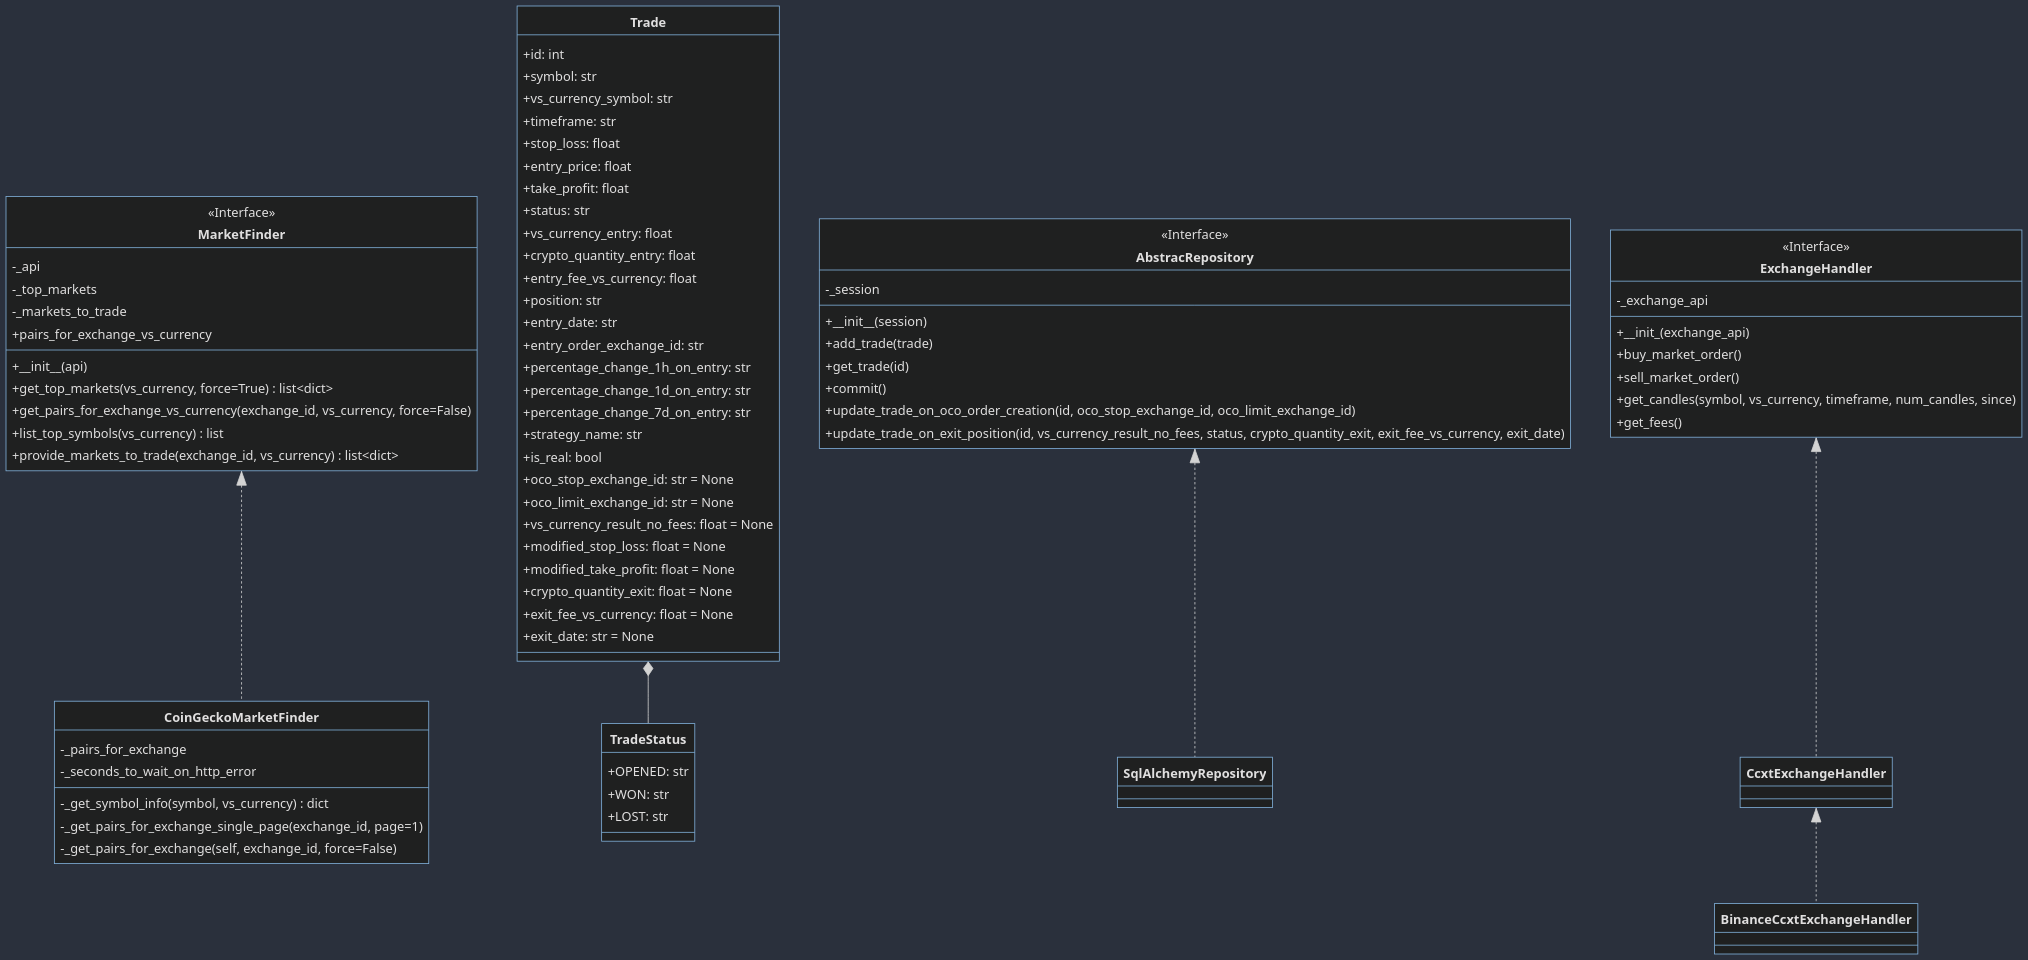 «Interface»
MarketFinder
-_api
-_top_markets
-_markets_to_trade
+pairs_for_exchange_vs_currency
+__init__(api)
+get_top_markets(vs_currency, force=True) : list<dict>
+get_pairs_for_exchange_vs_currency(exchange_id, vs_currency, force=False)
+list_top_symbols(vs_currency) : list
+provide_markets_to_trade(exchange_id, vs_currency) : list<dict>
CoinGeckoMarketFinder
-_pairs_for_exchange
-_seconds_to_wait_on_http_error
-_get_symbol_info(symbol, vs_currency) : dict
-_get_pairs_for_exchange_single_page(exchange_id, page=1)
-_get_pairs_for_exchange(self, exchange_id, force=False)
Trade
+id: int
+symbol: str
+vs_currency_symbol: str
+timeframe: str
+stop_loss: float
+entry_price: float
+take_profit: float
+status: str
+vs_currency_entry: float
+crypto_quantity_entry: float
+entry_fee_vs_currency: float
+position: str
+entry_date: str
+entry_order_exchange_id: str
+percentage_change_1h_on_entry: str
+percentage_change_1d_on_entry: str
+percentage_change_7d_on_entry: str
+strategy_name: str
+is_real: bool
+oco_stop_exchange_id: str = None
+oco_limit_exchange_id: str = None
+vs_currency_result_no_fees: float = None
+modified_stop_loss: float = None
+modified_take_profit: float = None
+crypto_quantity_exit: float = None
+exit_fee_vs_currency: float = None
+exit_date: str = None
TradeStatus
+OPENED: str
+WON: str
+LOST: str
«Interface»
AbstracRepository
-_session
+__init__(session)
+add_trade(trade)
+get_trade(id)
+commit()
+update_trade_on_oco_order_creation(id, oco_stop_exchange_id, oco_limit_exchange_id)
+update_trade_on_exit_position(id, vs_currency_result_no_fees, status, crypto_quantity_exit, exit_fee_vs_currency, exit_date)
SqlAlchemyRepository
«Interface»
ExchangeHandler
-_exchange_api
+__init_(exchange_api)
+buy_market_order()
+sell_market_order()
+get_candles(symbol, vs_currency, timeframe, num_candles, since)
+get_fees()
CcxtExchangeHandler
BinanceCcxtExchangeHandler